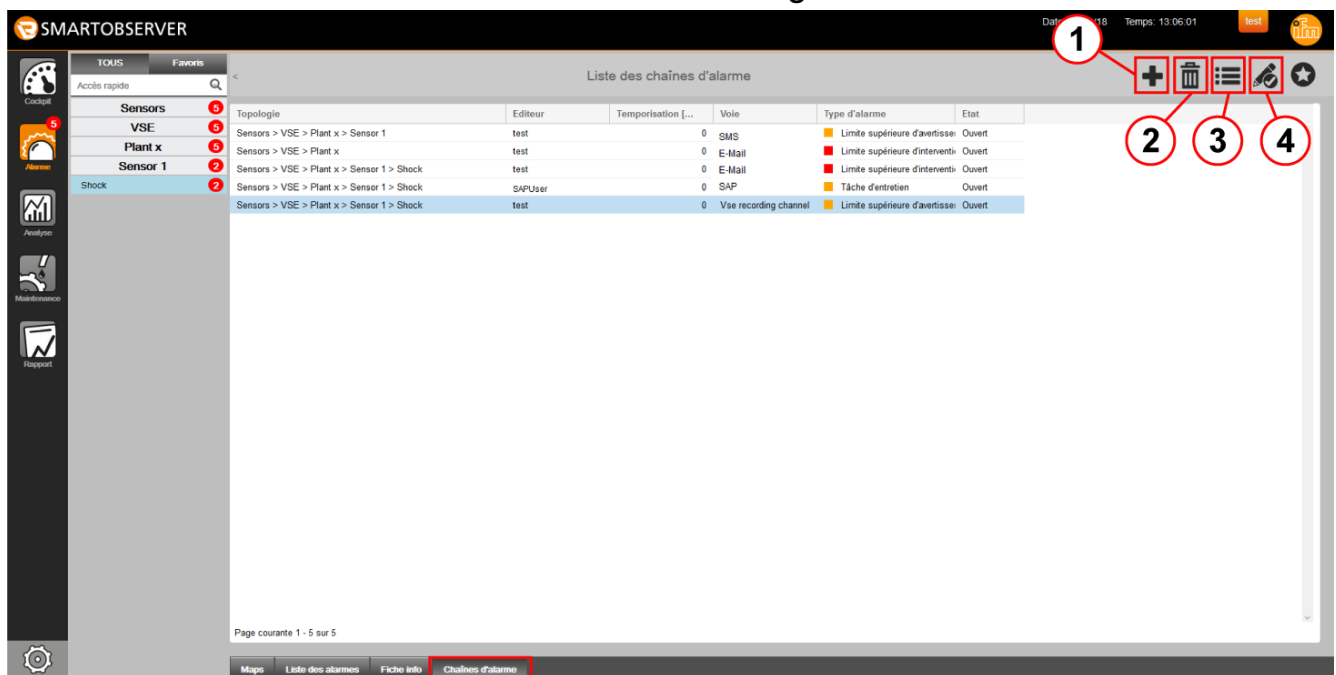 SMARTOBSERVER
Temps: 13:06:01
test
ifm
1
TOUS Favoris
Accès rapide
< Liste des chaînes d'alarme
Cockpit
Sensors 5
VSE 5
Plant x 5
Sensor 1 2
Shock 2
5
Alarme
Analyse
Maintenance
Rapport
2 3 4
Topologie Editeur Temporisation [... Voie Type d'alarme Etat
Sensors > VSE > Plant x > Sensor 1 test 0 SMS Limite supérieure d'avertisse Ouvert
Sensors > VSE > Plant x test 0 E-Mail Limite supérieure d'interventi Ouvert
Sensors > VSE > Plant x > Sensor 1 > Shock test 0 E-Mail Limite supérieure d'interventi Ouvert
Sensors > VSE > Plant x > Sensor 1 > Shock SAPUser 0 SAP Tâche d'entretien Ouvert
Sensors > VSE > Plant x > Sensor 1 > Shock test 0 Vse recording channel Limite supérieure d'avertisse Ouvert
Page courante 1 - 5 sur 5
Maps Liste des alarmes Fiche info Chaînes d'alarme